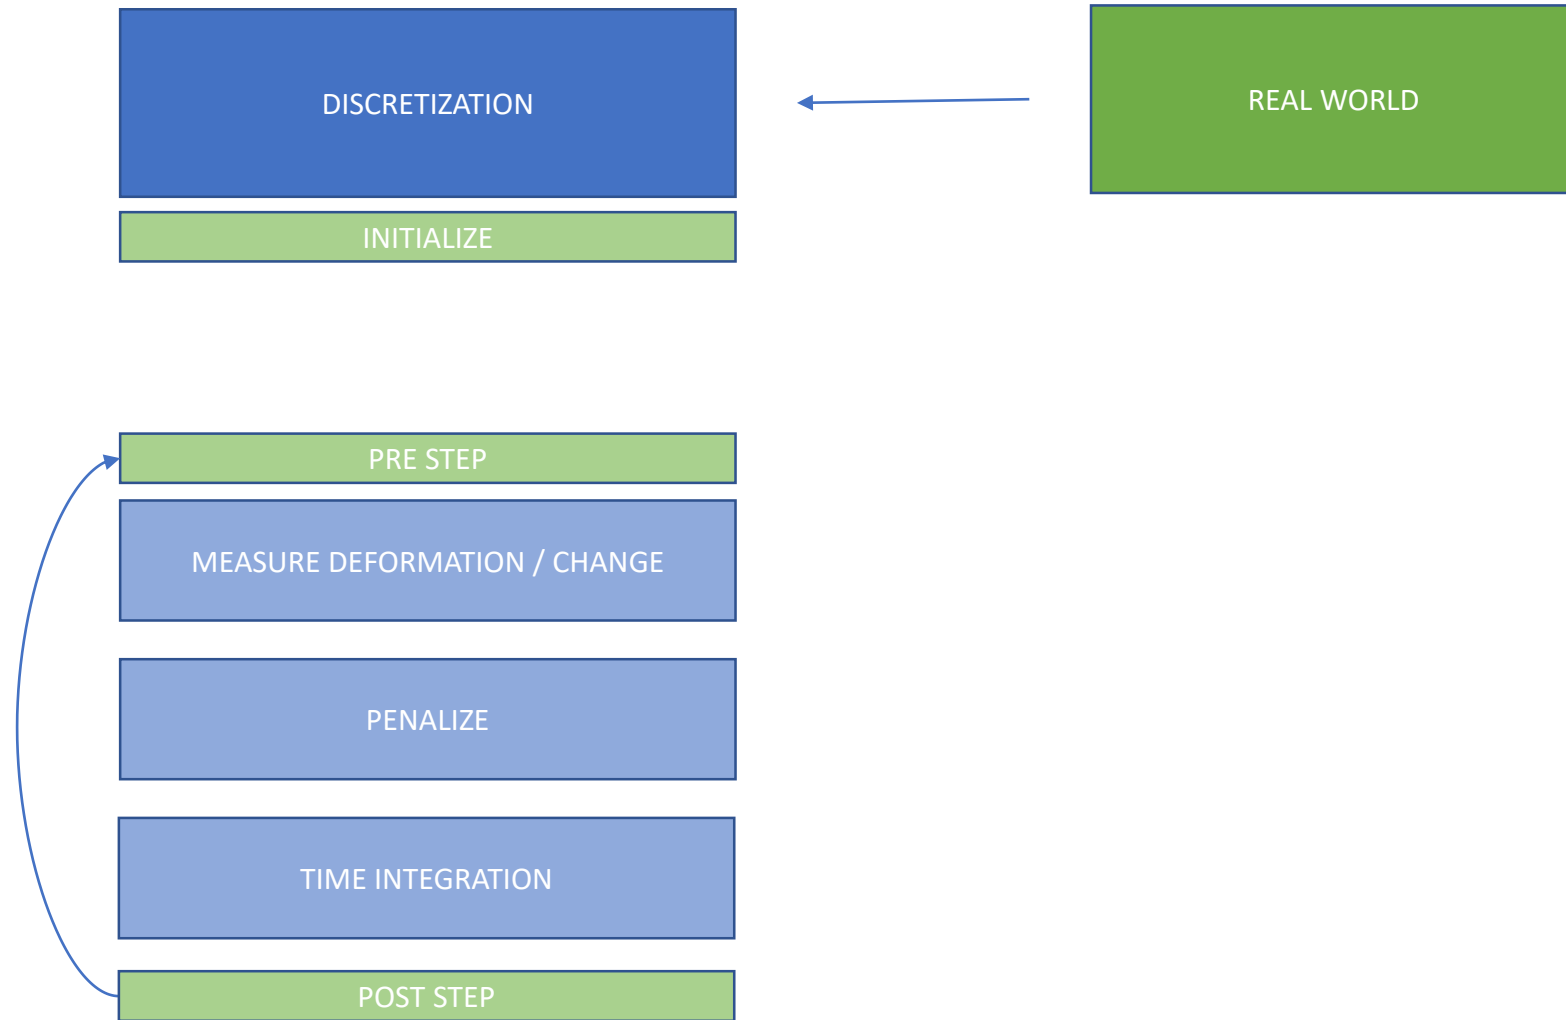 DISCRETIZATION
REAL WORLD
INITIALIZE
PRE STEP
MEASURE DEFORMATION / CHANGE
PENALIZE
TIME INTEGRATION
POST STEP